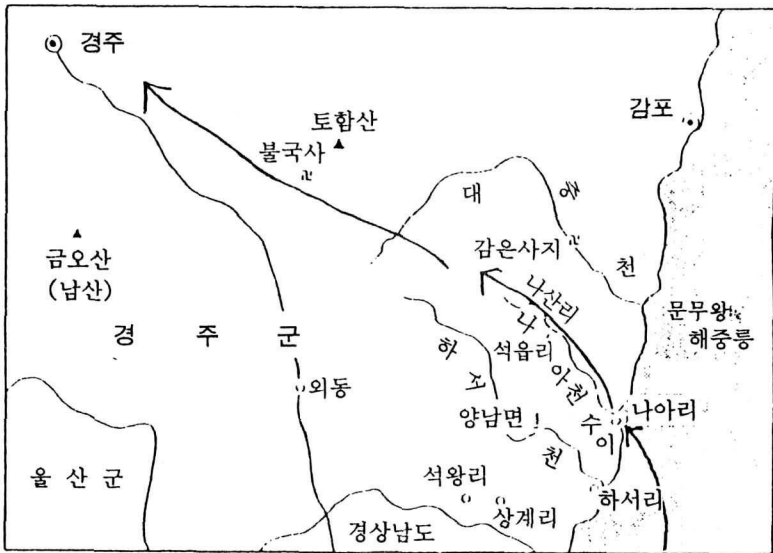 경주
감포
토함산
불국사
대종천
감은사지
금오산
(남산)
나산리
문무왕
해중릉
석읍리
나아천
하서천
경주군
외동
양남면
수이
나아리
울산군
석왕리
상계리
하서리
경상남도